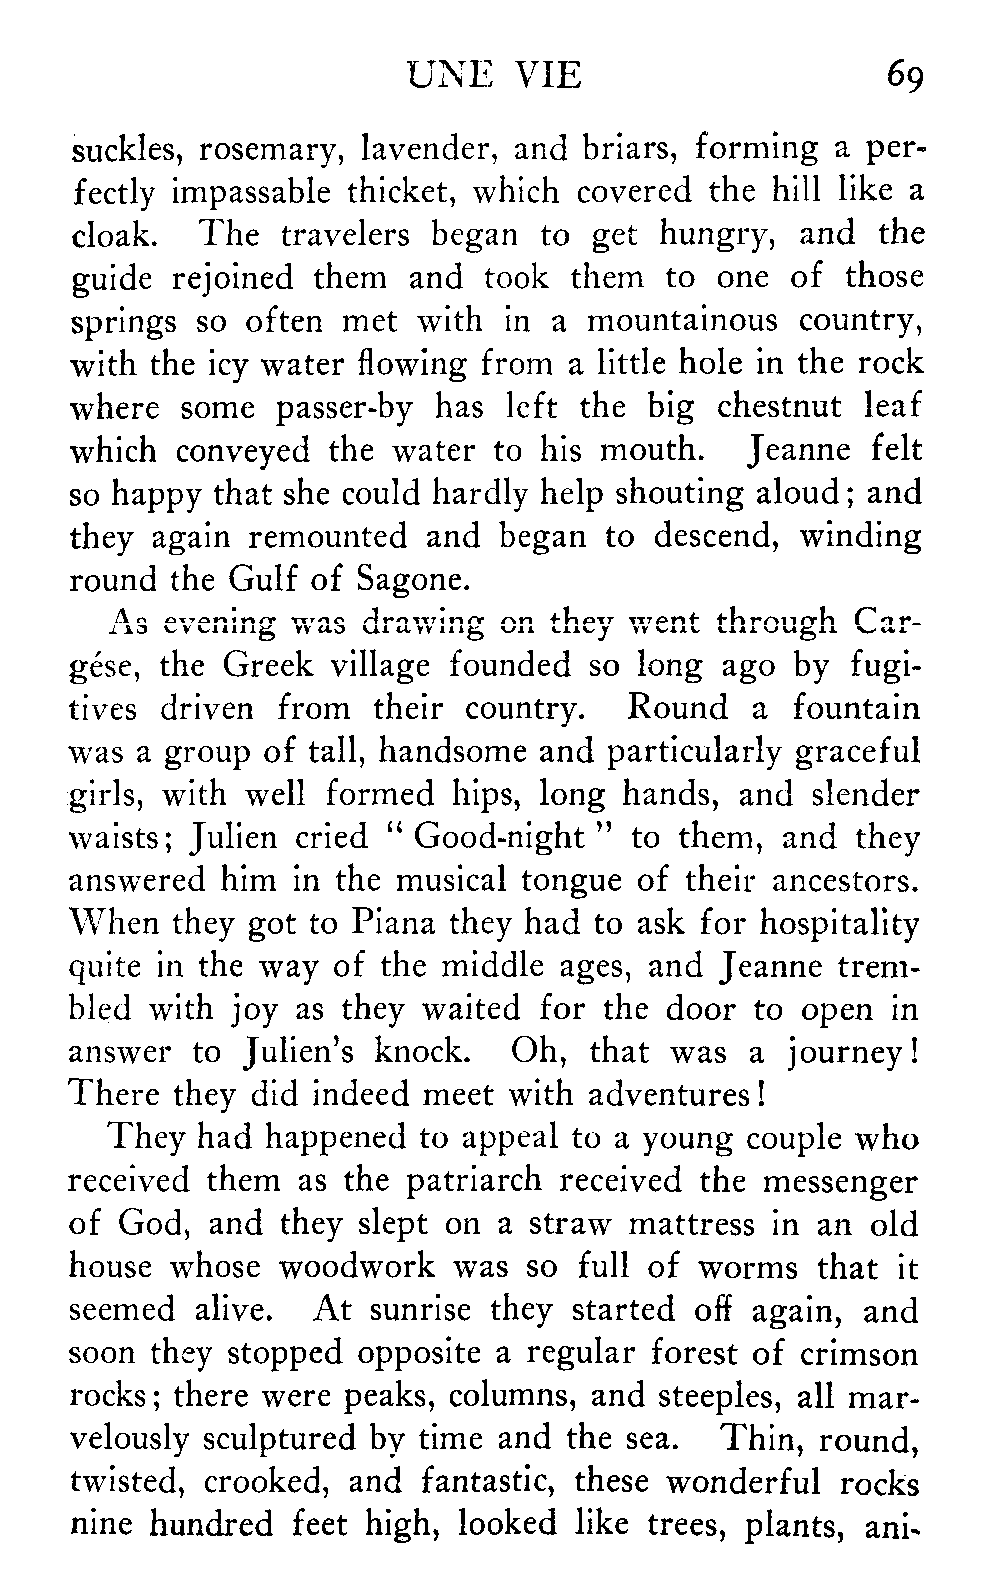 UNE VIE 69
suckles, rosemary, lavender, and briars, forming a per-
fectly impassable thicket, which covered the hill like a
cloak. The travelers began to get hungry, and the
guide rejoined them and took them to one of those
springs so often met with in a mountainous country,
with the icy water flowing from a little hole in the rock
where some passer-by has left the big chestnut leaf
which conveyed the water to his mouth. Jeanne felt
so happy that she could hardly help shouting aloud; and
they again remounted and began to descend, winding
round the Gulf of Sagone.
As evening was drawing on they went through Car-
gése, the Greek village founded so long ago by fugi-
tives driven from their country. Round a fountain
was a group of tall, handsome and particularly graceful
girls, with well formed hips, long hands, and slender
waists; Julien cried “Good-night” to them, and they
answered him in the musical tongue of their ancestors.
When they got to Piana they had to ask for hospitality
quite in the way of the middle ages, and Jeanne trem-
bled with joy as they waited for the door to open in
answer to Julien's knock. Oh, that was a journey!
There they did indeed meet with adventures!
They had happened to appeal to a young couple who
received them as the patriarch received the messenger
of God, and they slept on a straw mattress in an old
house whose woodwork was so full of worms that it
seemed alive. At sunrise they started off again, and
soon they stopped opposite a regular forest of crimson
rocks; there were peaks, columns, and steeples, all mar-
velously sculptured by time and the sea. Thin, round,
twisted, crooked, and fantastic, these wonderful rocks
nine hundred feet high, looked like trees, plants, ani-